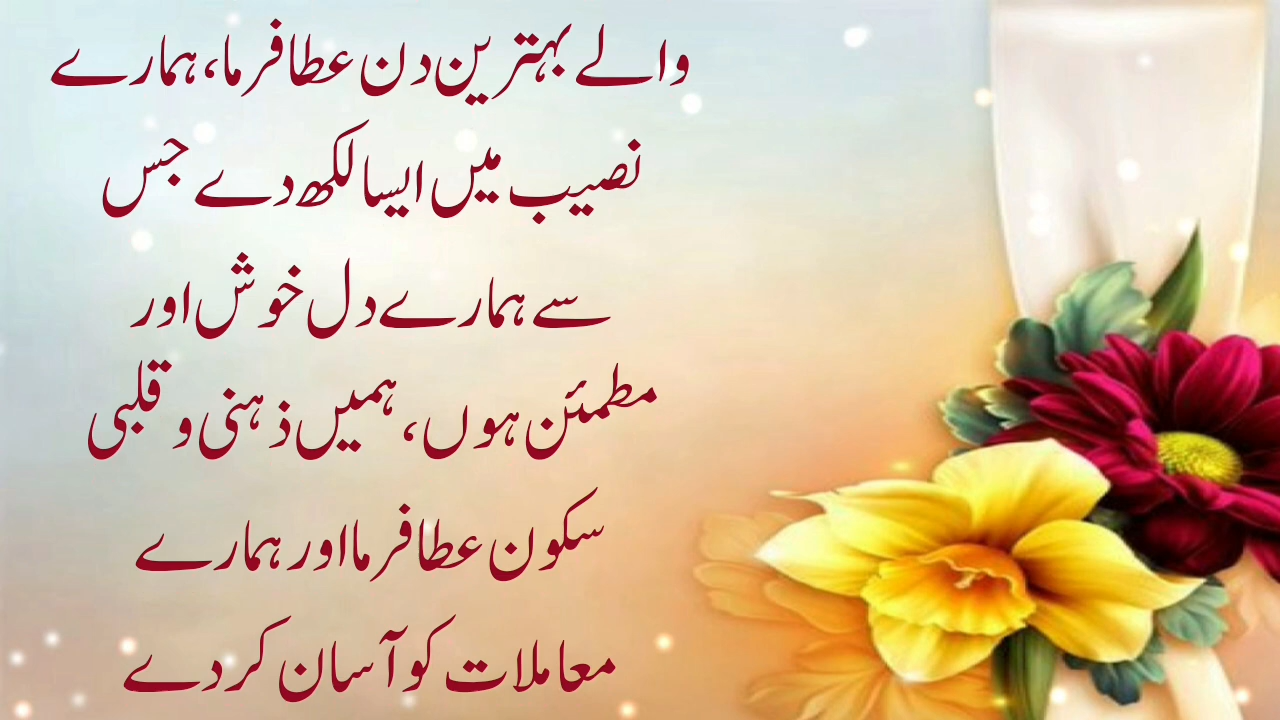 والے بہترین دن عطا فرما، ہمارے
نصیب میں ایسا لکھ دے جس
سے ہمارے دل خوش اور
مطمئن ہوں، ہمیں ذہنی و قلبی
سکون عطا فرما اور ہمارے
معاملات کو آسان کر دے